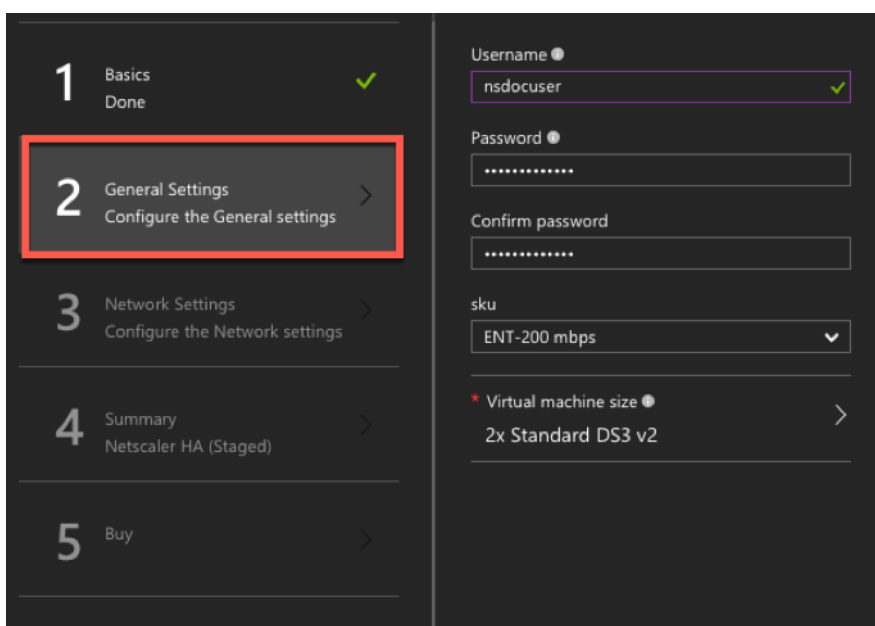 1
Basics
Done
2
General Settings
Configure the General settings
3
Network Settings
Configure the Network settings
4
Summary
Netscaler HA (Staged)
5
Buy
Username
nsdocuser
Password
•••••••••••••
Confirm password
•••••••••••••
sku
ENT-200 mbps
* Virtual machine size
2x Standard DS3 v2